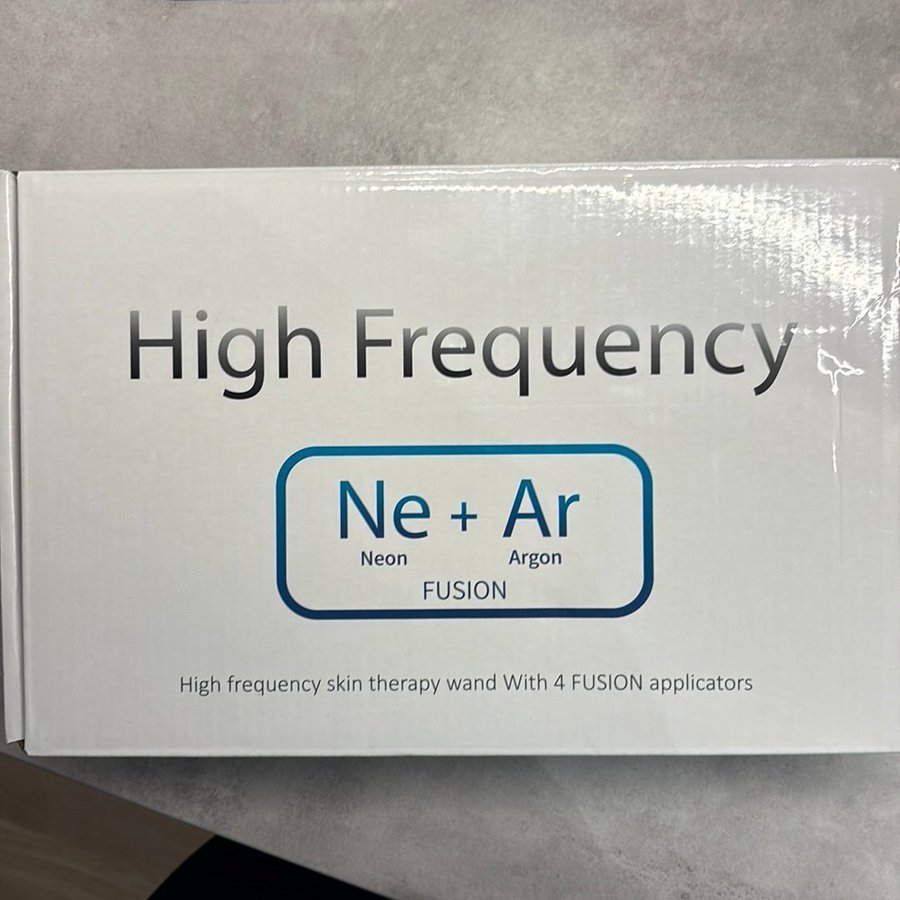 High Frequency
Ne + Ar
Neon Argon
FUSION
High frequency skin therapy wand With 4 FUSION applicators